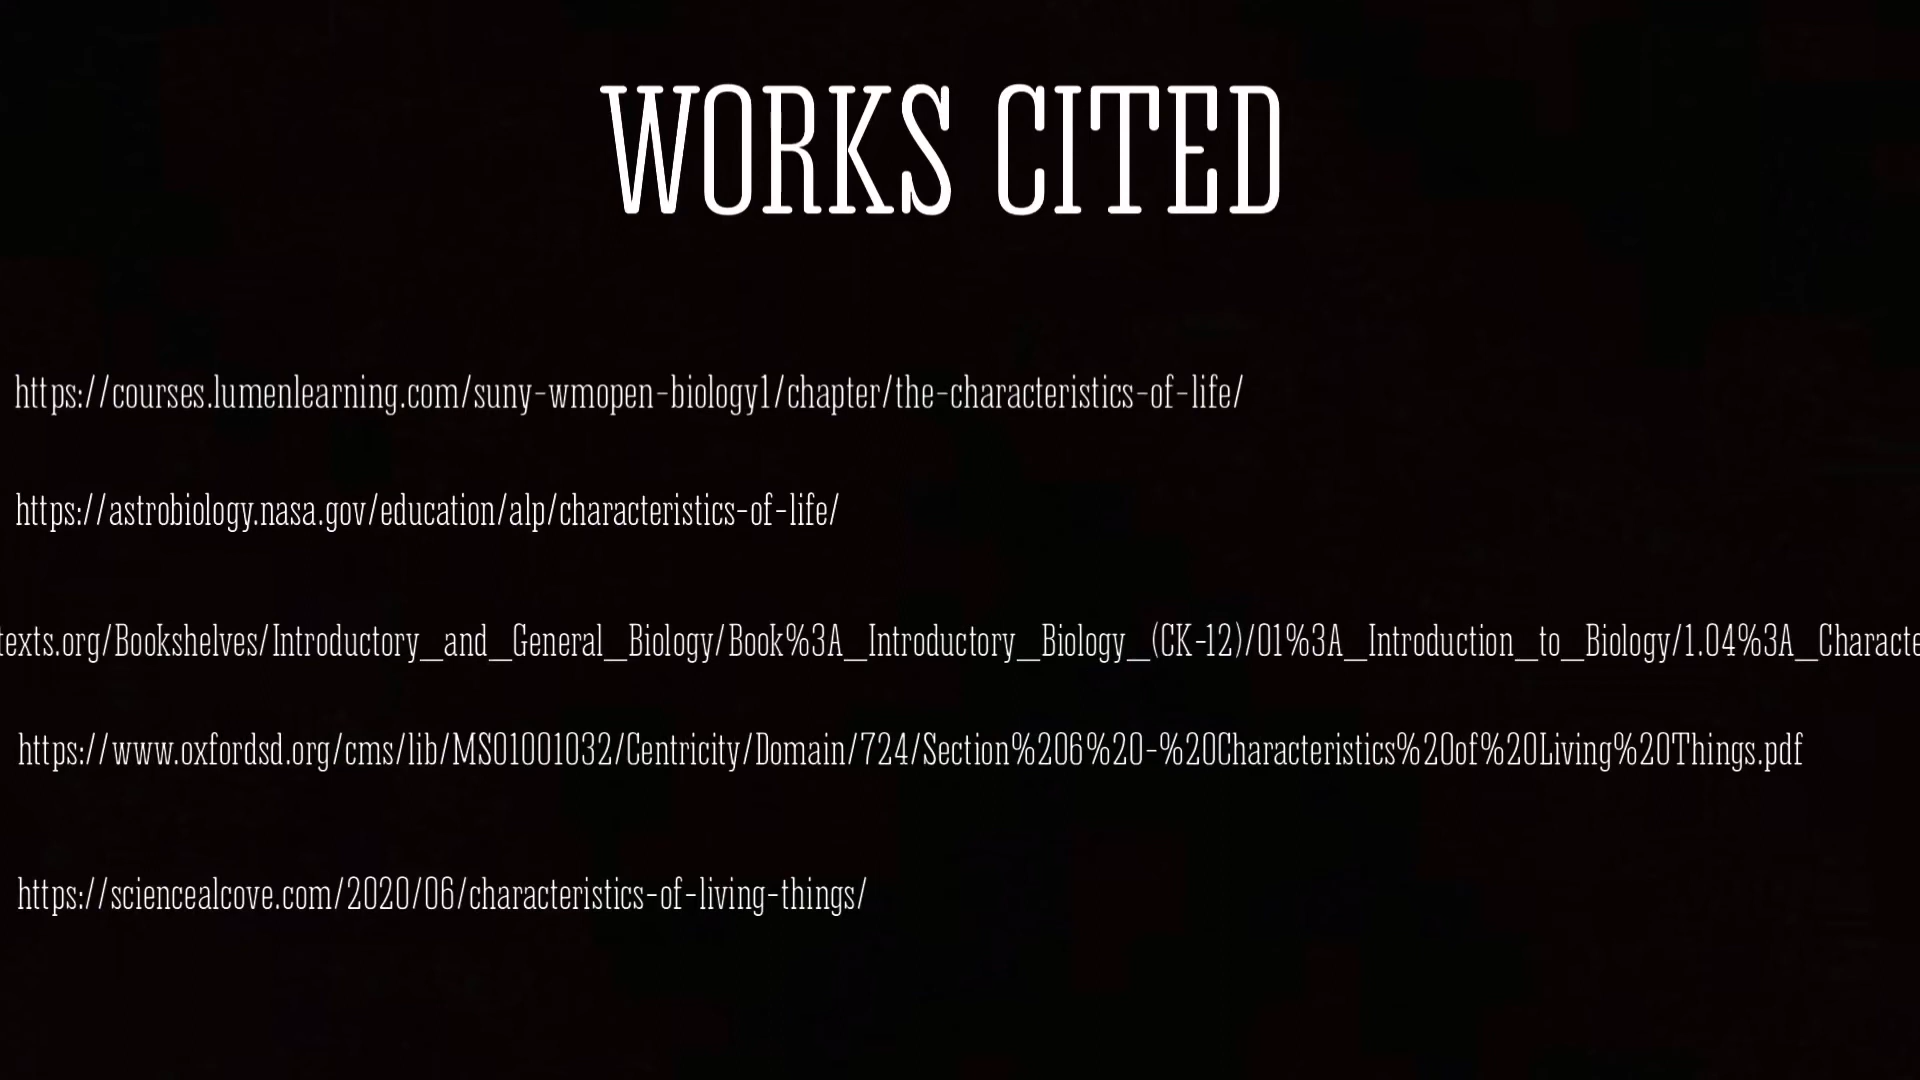 WORKS CITED
https://courses.lumenlearning.com/suny-wmopen-biology1/chapter/the-characteristics-of-life/
https://astrobiology.nasa.gov/education/alp/characteristics-of-life/
texts.org/Bookshelves/Introductory_and_General_Biology/Book%3A_Introductory_Biology_(CK-12)/01%3A_Introduction_to_Biology/1.04%3A_Characte
https://www.oxfordsd.org/cms/lib/MS01001032/Centricity/Domain/724/Section%206%20-%20Characteristics%20of%20Living%20Things.pdf
https://sciencealcove.com/2020/06/characteristics-of-living-things/